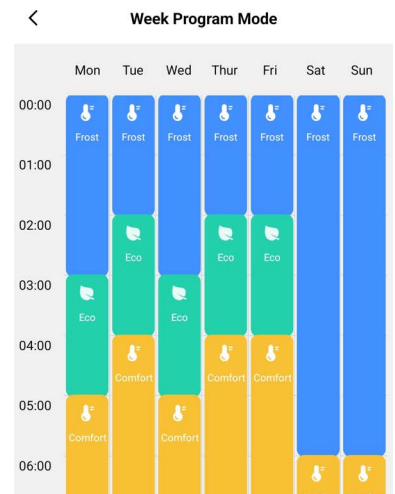 Week Program Mode
Mon Tue Wed Thur Fri Sat Sun
00:00
Frost Frost Frost Frost Frost Frost Frost
01:00
02:00
Eco Eco Eco
03:00
Eco Eco
04:00
Comfort Comfort Comfort
05:00
Comfort Comfort
06:00